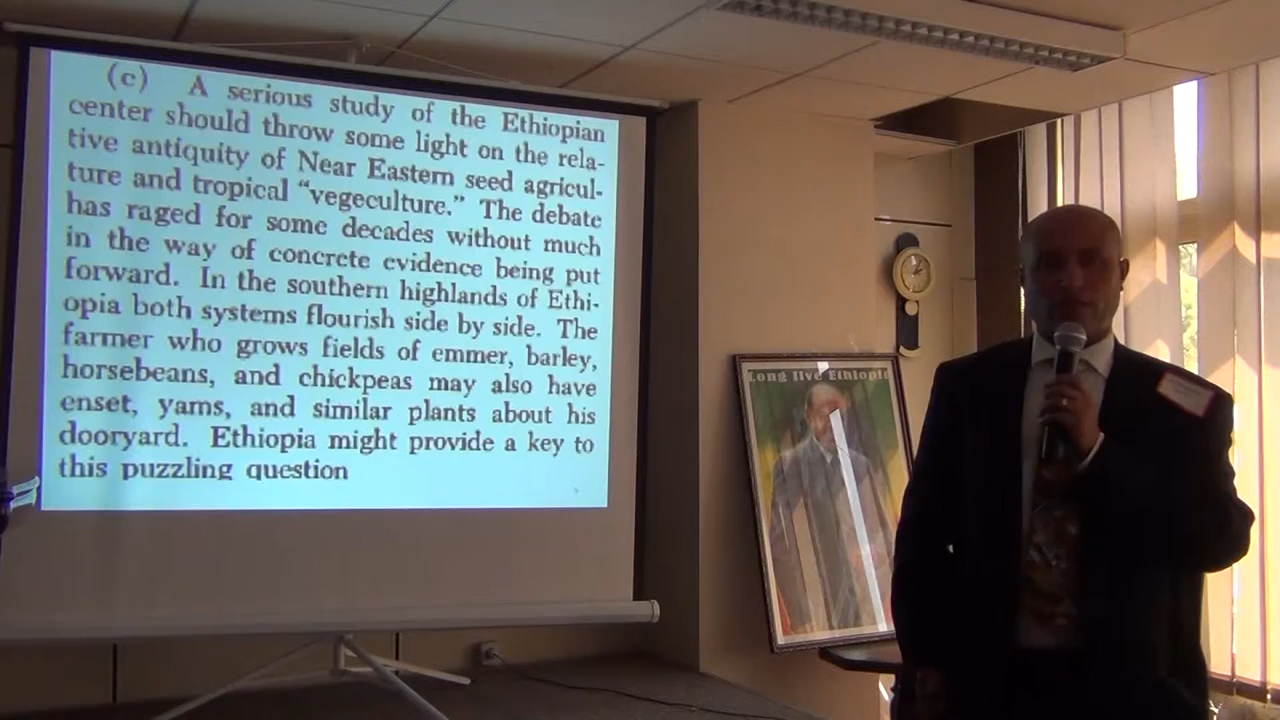 (c) A serious study of the Ethiopian
center should throw some light on the rela-
tive antiquity of Near Eastern seed agricul-
ture and tropical “vegeculture.” The debate
has raged for some decades without much
in the way of concrete evidence being put
forward. In the southern highlands of Ethi-
opia both systems flourish side by side. The
farmer who grows fields of emmer, barley,
horsebeans, and chickpeas may also have
enset, yams, and similar plants about his
dooryard. Ethiopia might provide a key to
this puzzling question
Long live Ethiopia